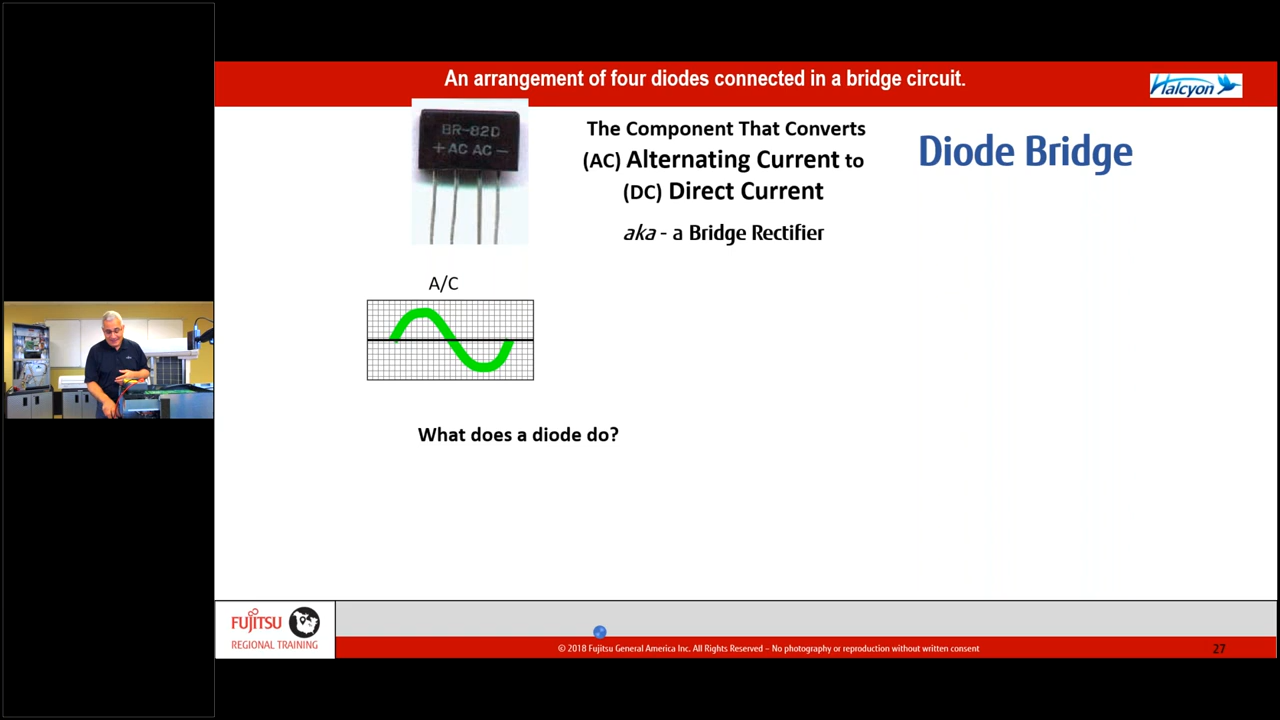 An arrangement of four diodes connected in a bridge circuit.
Halcyon
BR-82D
+ AC AC -
The Component That Converts
(AC) Alternating Current to
(DC) Direct Current
aka - a Bridge Rectifier
Diode Bridge
A/C
What does a diode do?
FUJITSU
REGIONAL TRAINING
© 2018 Fujitsu General America Inc. All Rights Reserved – No photography or reproduction without written consent
27